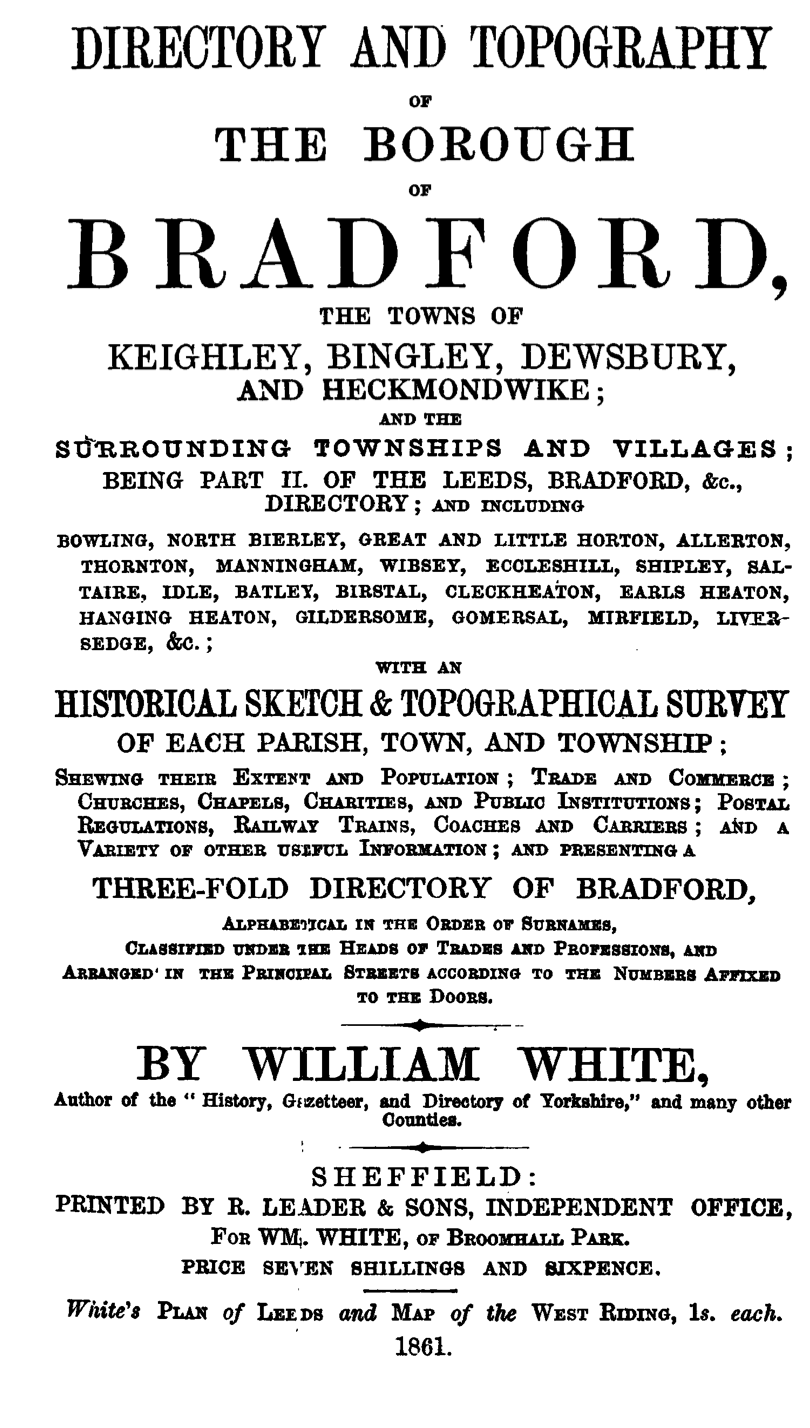 DIRECTORY AND TOPOGRAPHY
OF
THE BOROUGH
OF
BRADFORD,
THE TOWNS OF
KEIGHLEY, BINGLEY, DEWSBURY,
AND HECKMONDWIKE;
AND THE
SURROUNDING TOWNSHIPS AND VILLAGES;
BEING PART II. OF THE LEEDS, BRADFORD, &c.,
DIRECTORY; AND INCLUDING
BOWLING, NORTH BIERLEY, GREAT AND LITTLE HORTON, ALLERTON,
THORNTON, MANNINGHAM, WIBSEY, ECCLESHILL, SHIPLEY, SAL-
TAIRE, IDLE, BATLEY, BIRSTAL, CLECKHEATON, EARLS HEATON,
HANGING HEATON, GILDERSOME, GOMERSAL, MIRFIELD, LIVER-
SEDGE, &C.;
WITH AN
HISTORICAL SKETCH & TOPOGRAPHICAL SURVEY
OF EACH PARISH, TOWN, AND TOWNSHIP;
SHEWING THEIR EXTENT AND POPULATION; TRADE AND COMMERCE;
CHURCHES, CHAPELS, CHARITIES, AND PUBLIC INSTITUTIONS; POSTAL
REGULATIONS, RAILWAY TRAINS, COACHES AND CARRIERS; AND A
VARIETY OF OTHER USEFUL INFORMATION; AND PRESENTING A
THREE-FOLD DIRECTORY OF BRADFORD,
ALPHABETICAL IN THE ORDER OF SURNAMES,
CLASSIFIED UNDER THE HEADS OF TRADES AND PROFESSIONS, AND
ARRANGED IN THE PRINCIPAL STREETS ACCORDING TO THE NUMBERS AFFIXED
TO THE DOORS.
BY WILLIAM WHITE,
Author of the "History, Gazetteer, and Directory of Yorkshire," and many other
Counties.
SHEFFIELD:
PRINTED BY R. LEADER & SONS, INDEPENDENT OFFICE,
FOR WM. WHITE, OF BROOMHALL PARK.
PRICE SEVEN SHILLINGS AND SIXPENCE.
White's PLAN of LEEDS and MAP of the WEST RIDING, 1s. each.
1861.